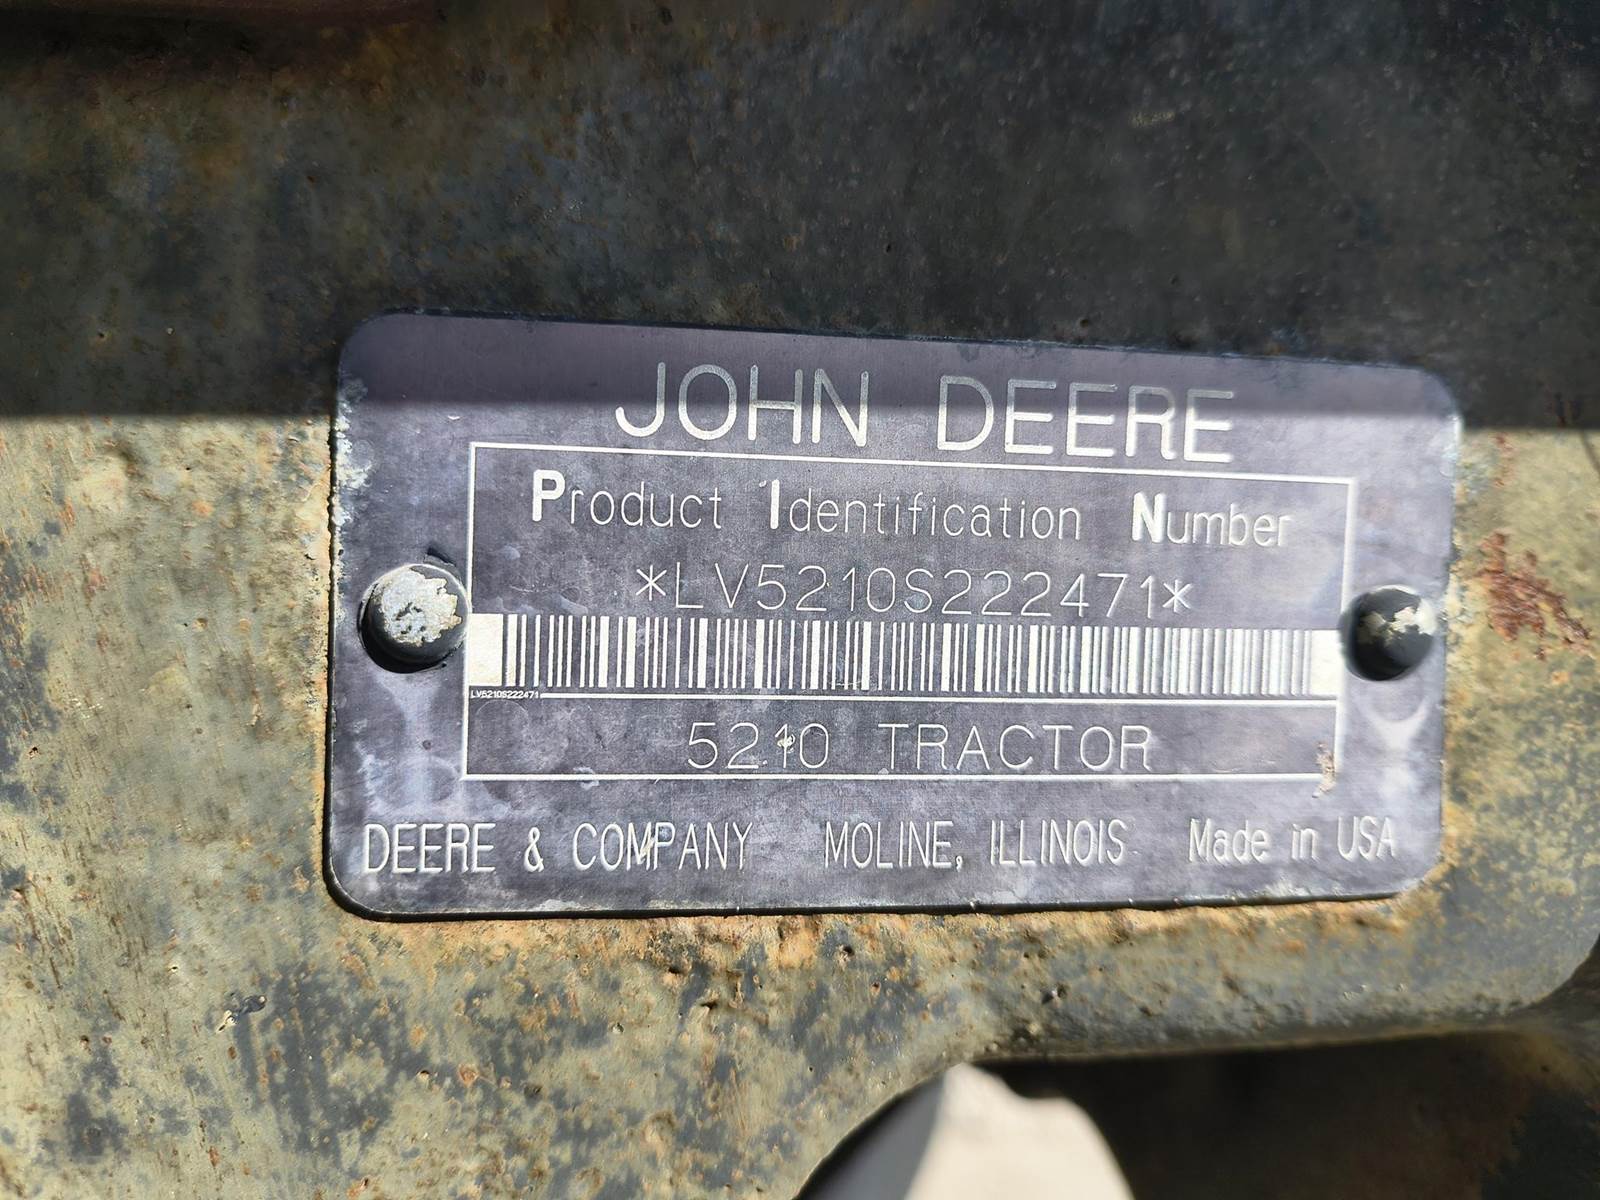 JOHN DEERE
Product Identification Number
*LV5210S222471*
LV5210S222471
5210 TRACTOR
DEERE & COMPANY MOLINE, ILLINOIS Made in USA